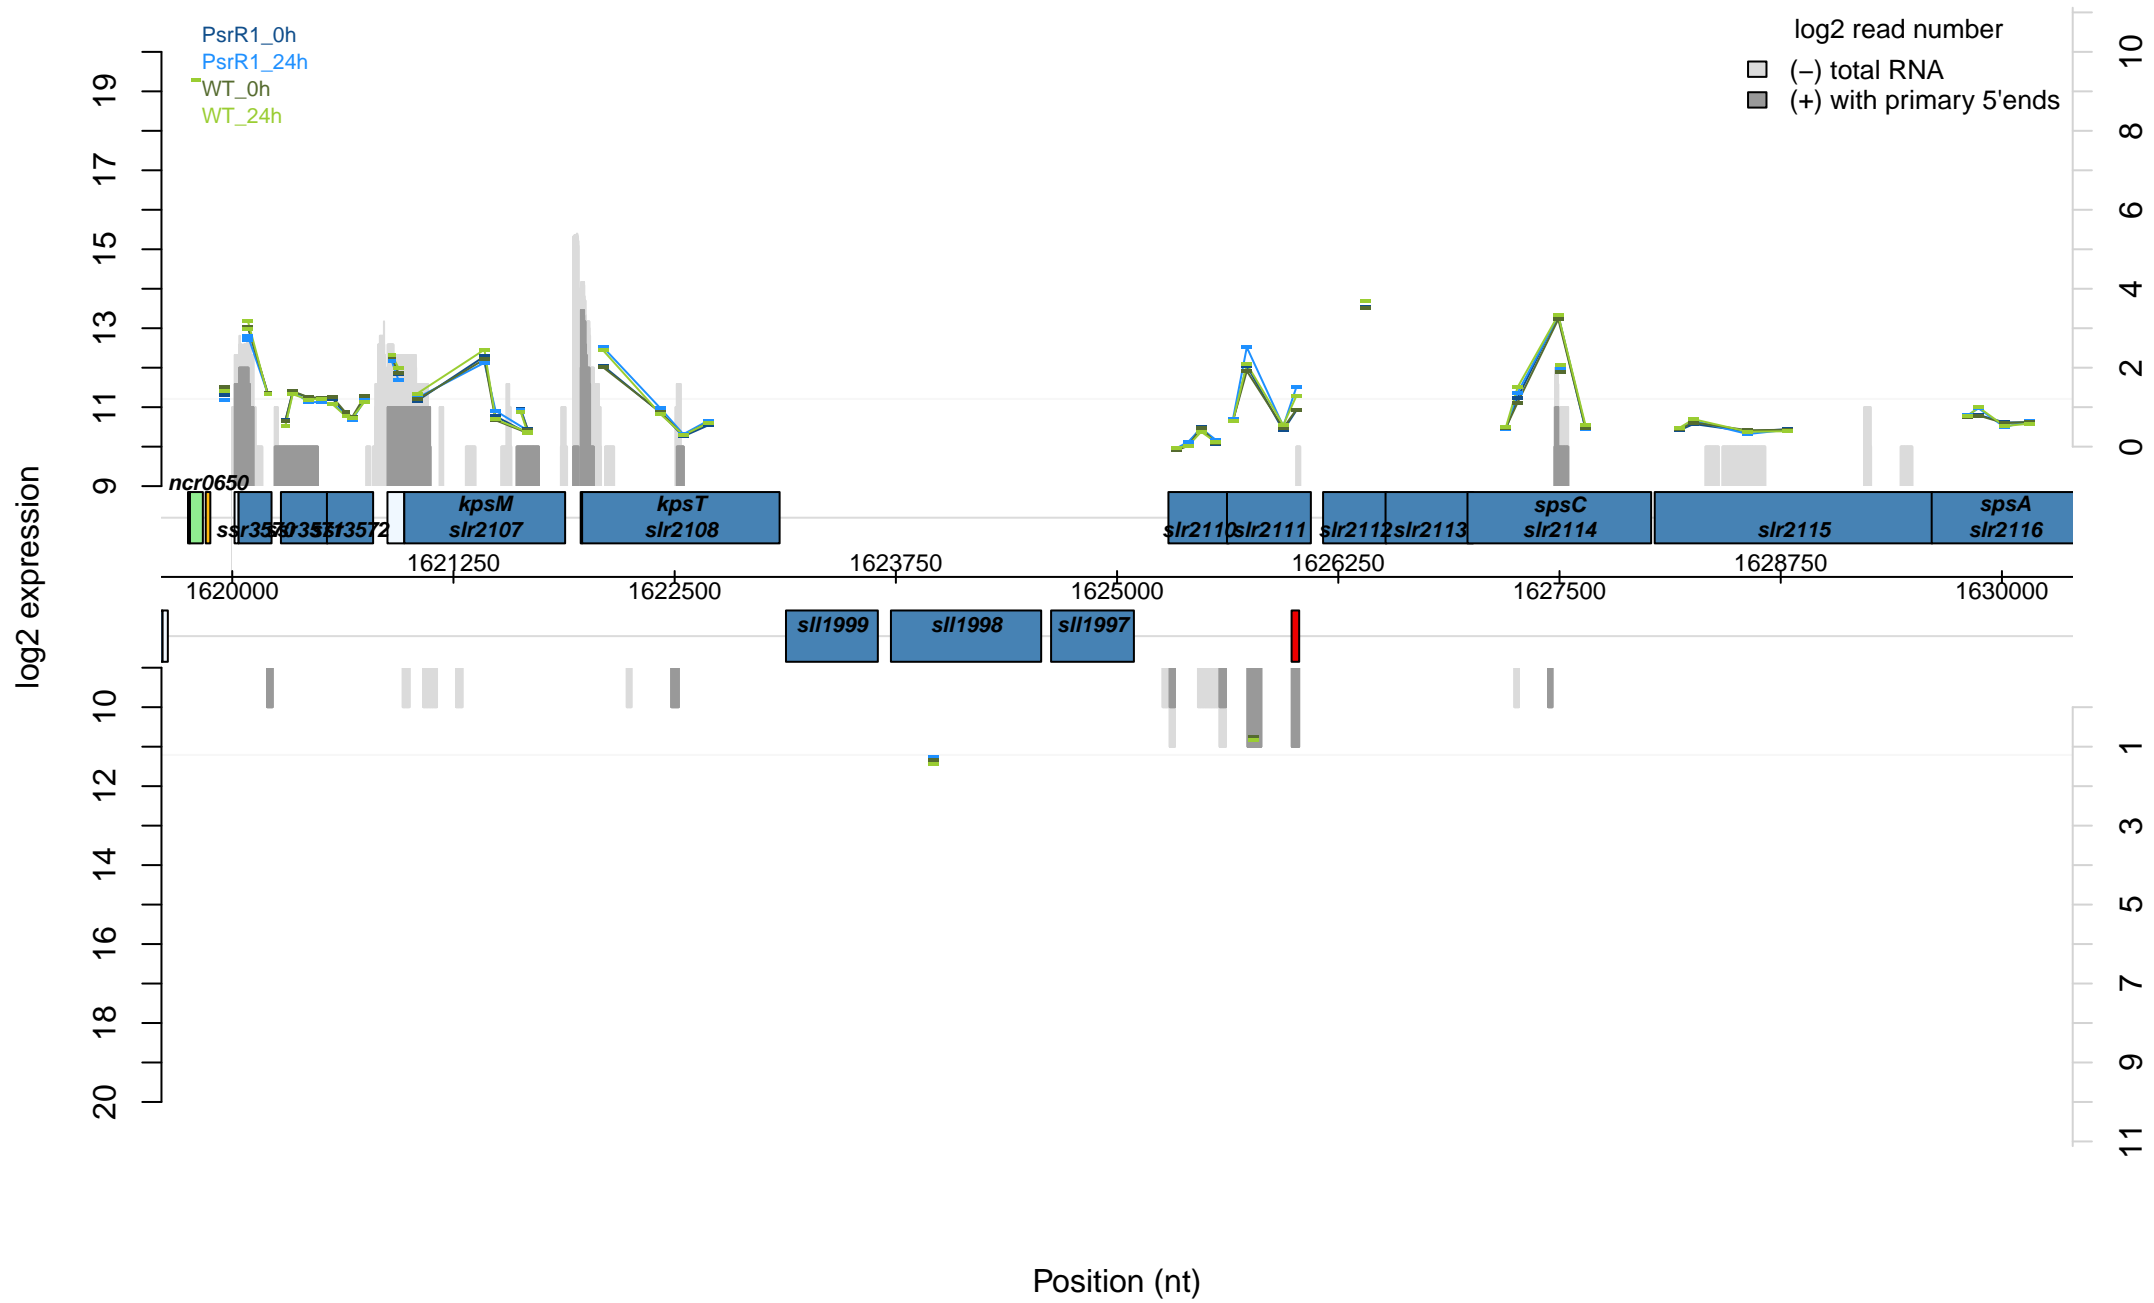 PsrR1_0h
PsrR1_24h
WT_0h
WT_24h
log2 read number
(−) total RNA
(+) with primary 5'ends
19
17
15
13
11
9
10
8
6
4
2
0
log2 expression
ncr0650
ssr3570
ssr3571
ssr3572
kpsM
slr2107
kpsT
slr2108
slr2110
slr2111
slr2112
slr2113
spsC
slr2114
slr2115
spsA
slr2116
1621250
1623750
1626250
1628750
1620000
1622500
1625000
1627500
1630000
sll1999
sll1998
sll1997
10
12
14
16
18
20
1
3
5
7
9
11
Position (nt)